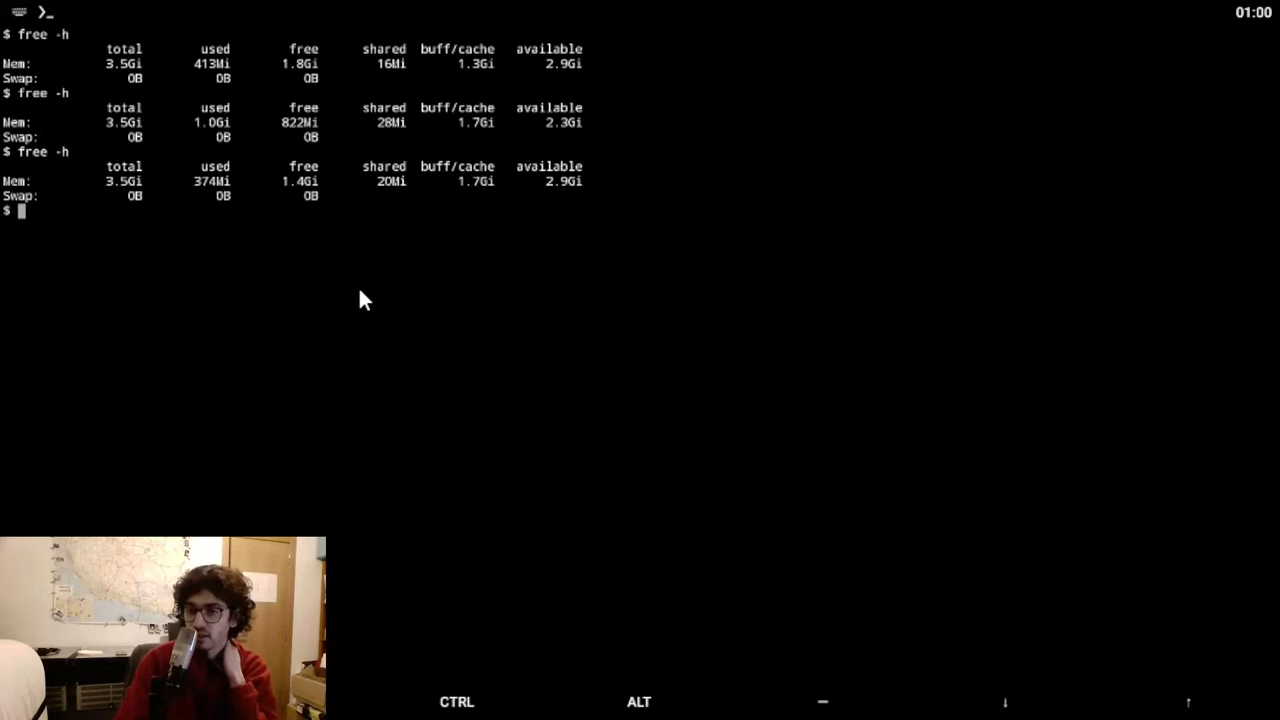 01:00
$ free -h
total used free shared buff/cache available
Mem: 3.5Gi 413Mi 1.8Gi 16Mi 1.3Gi 2.9Gi
Swap: 0B 0B 0B
$ free -h
total used free shared buff/cache available
Mem: 3.5Gi 1.0Gi 822Mi 28Mi 1.7Gi 2.3Gi
Swap: 0B 0B 0B
$ free -h
total used free shared buff/cache available
Mem: 3.5Gi 374Mi 1.4Gi 20Mi 1.7Gi 2.9Gi
Swap: 0B 0B 0B
$
CTRL ALT — ↓ ↑